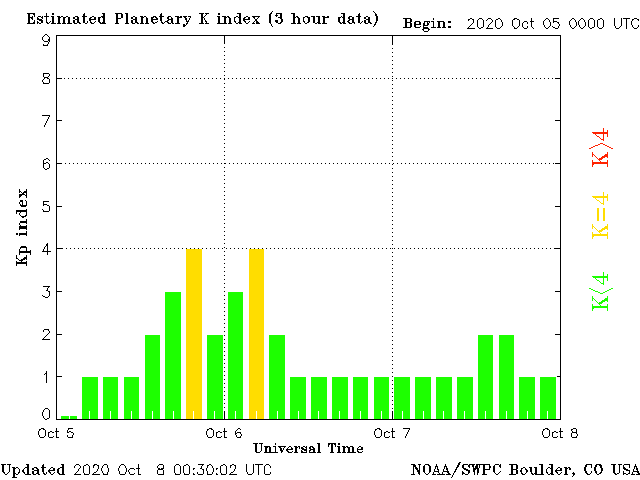 Estimated Planetary K index (3 hour data)
Begin: 2020 Oct 05 0000 UTC
9
8
7
6
5
4
3
2
1
0
Kp index
Oct 5
Oct 6
Oct 7
Oct 8
Universal Time
K>4
K=4
K<4
Updated 2020 Oct 8 00:30:02 UTC
NOAA/SWPC Boulder, CO USA